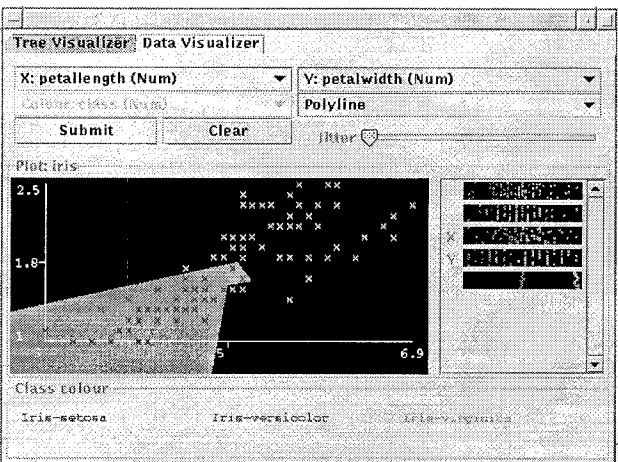 Tree Visualizer Data Visualizer
X: petallength (Num) Y: petalwidth (Num)
Colour: class (Num) Polyline
Submit Clear Jitter
Plot: iris
2.5
X
1.8
Y
1
5 6.9
Class colour
Iris-setosa Iris-versicolor Iris-virginica